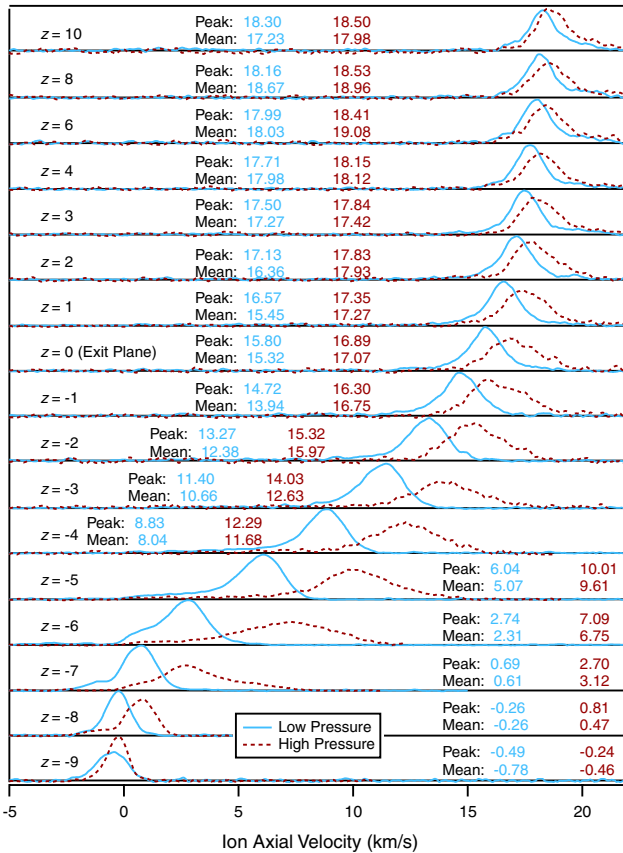 z = 10 Peak: 18.30 18.50
Mean: 17.23 17.98
z = 8 Peak: 18.16 18.53
Mean: 18.67 18.96
z = 6 Peak: 17.99 18.41
Mean: 18.03 19.08
z = 4 Peak: 17.71 18.15
Mean: 17.98 18.12
z = 3 Peak: 17.50 17.84
Mean: 17.27 17.42
z = 2 Peak: 17.13 17.83
Mean: 16.36 17.93
z = 1 Peak: 16.57 17.35
Mean: 15.45 17.27
z = 0 (Exit Plane) Peak: 15.80 16.89
Mean: 15.32 17.07
z = -1 Peak: 14.72 16.30
Mean: 13.94 16.75
z = -2 Peak: 13.27 15.32
Mean: 12.38 15.97
z = -3 Peak: 11.40 14.03
Mean: 10.66 12.63
z = -4 Peak: 8.83 12.29
Mean: 8.04 11.68
z = -5 Peak: 6.04 10.01
Mean: 5.07 9.61
z = -6 Peak: 2.74 7.09
Mean: 2.31 6.75
z = -7 Peak: 0.69 2.70
Mean: 0.61 3.12
z = -8 Peak: -0.26 0.81
Mean: -0.26 0.47
Low Pressure
High Pressure
z = -9 Peak: -0.49 -0.24
Mean: -0.78 -0.46
-5 0 5 10 15 20
Ion Axial Velocity (km/s)